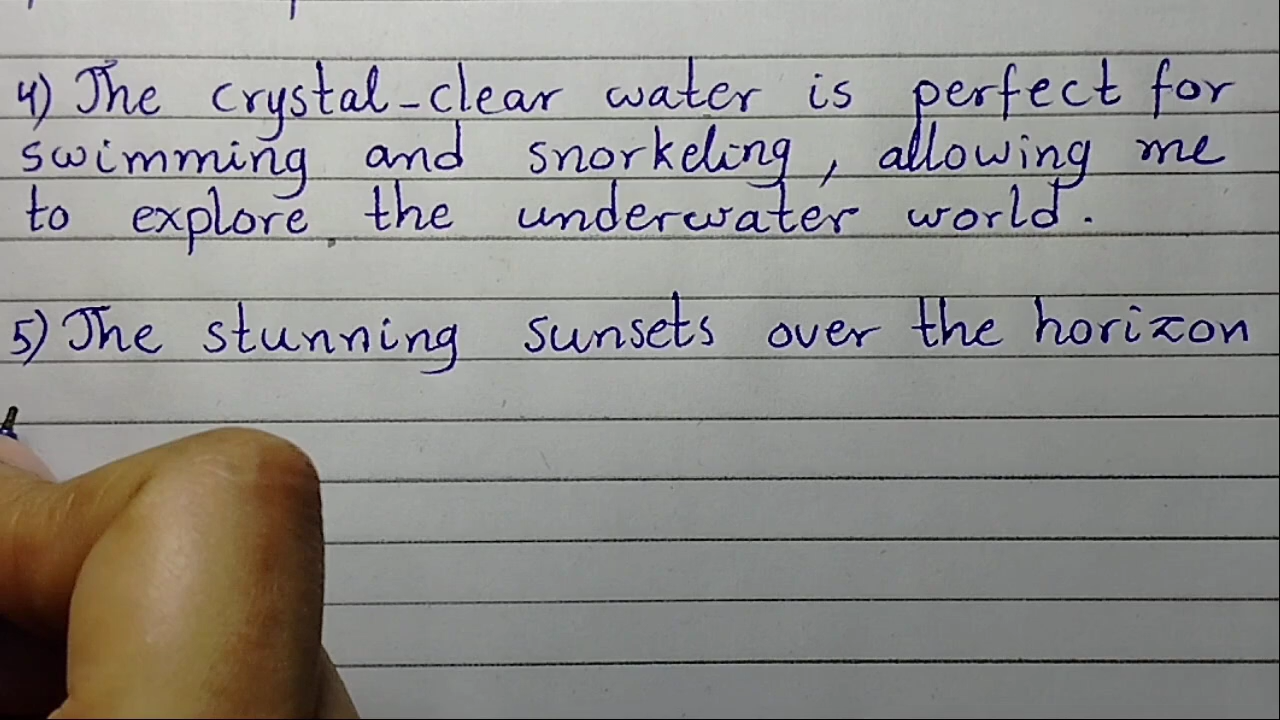 4) The crystal-clear water is perfect for
swimming and snorkeling, allowing me
to explore the underwater world.
5) The stunning sunsets over the horizon